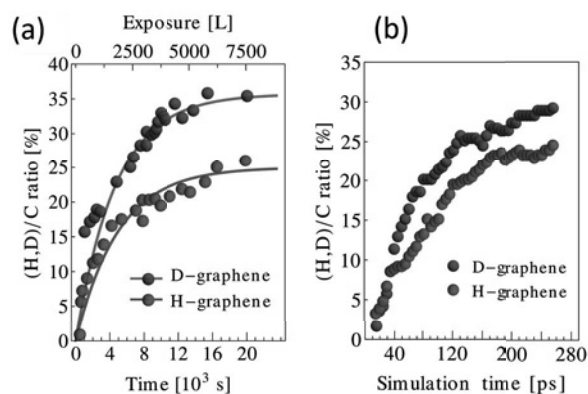 (a)
Exposure [L]
0 2500 5000 7500
(H,D)/C ratio [%]
40
35
30
25
20
15
10
5
0
D-graphene
H-graphene
0 4 8 12 16 20
Time [10³ s]
(b)
(H,D)/C ratio [%]
35
30
25
20
15
10
5
0
D-graphene
H-graphene
40 120 200 280
Simulation time [ps]